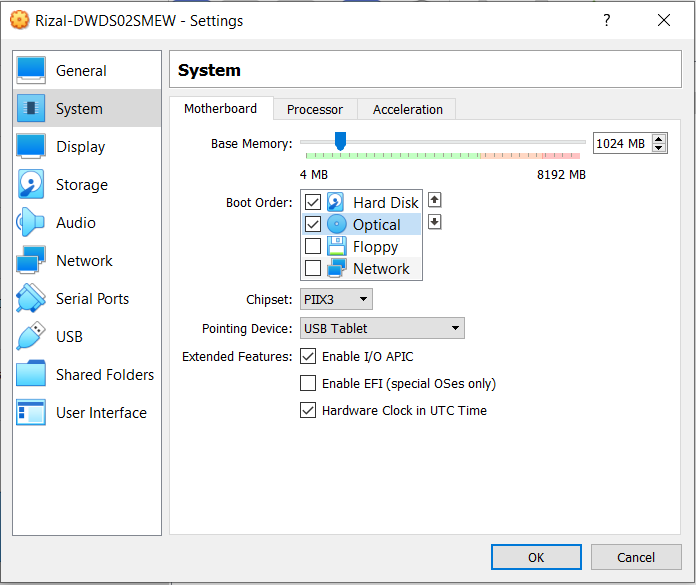 Rizal-DWDS02SMEW - Settings
?
General
System
Display
Storage
Audio
Network
Serial Ports
USB
Shared Folders
User Interface
System
Motherboard Processor Acceleration
Base Memory: 1024 MB
4 MB 8192 MB
Boot Order: Hard Disk
Optical
Floppy
Network
Chipset: PIIX3
Pointing Device: USB Tablet
Extended Features: Enable I/O APIC
Enable EFI (special OSes only)
Hardware Clock in UTC Time
OK Cancel